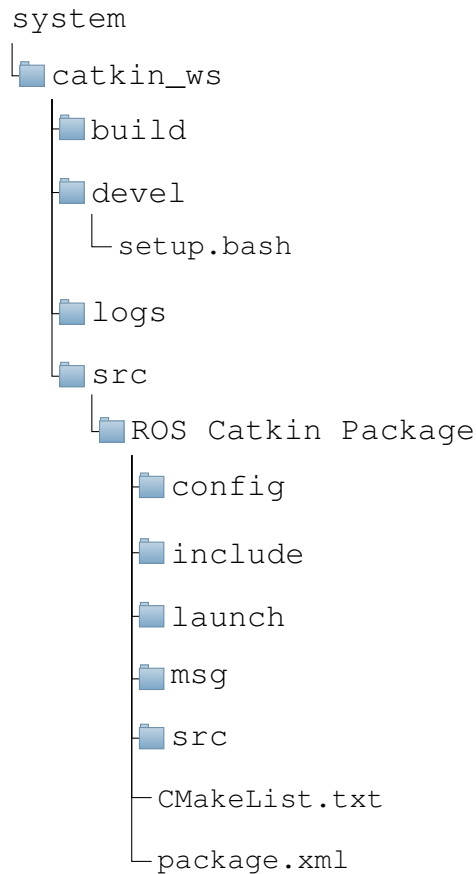 system
catkin_ws
build
devel
setup.bash
logs
src
ROS Catkin Package
config
include
launch
msg
src
CMakeList.txt
package.xml